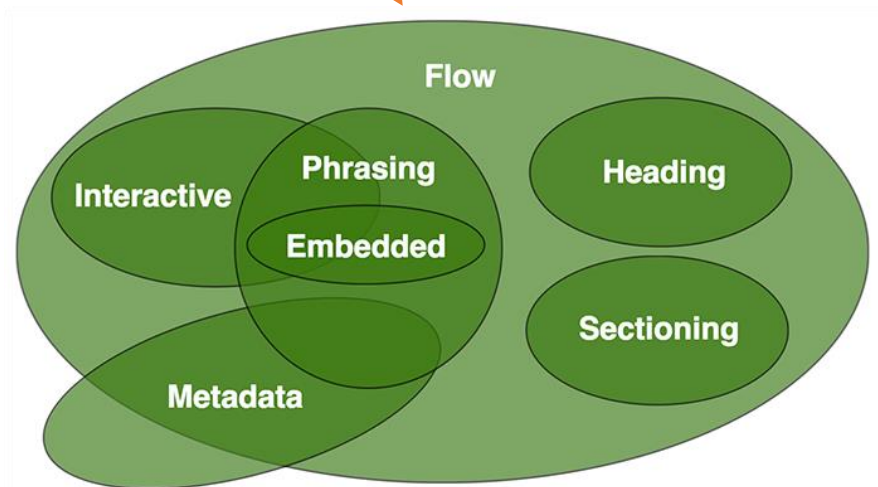 Flow
Phrasing
Heading
Interactive
Embedded
Sectioning
Metadata